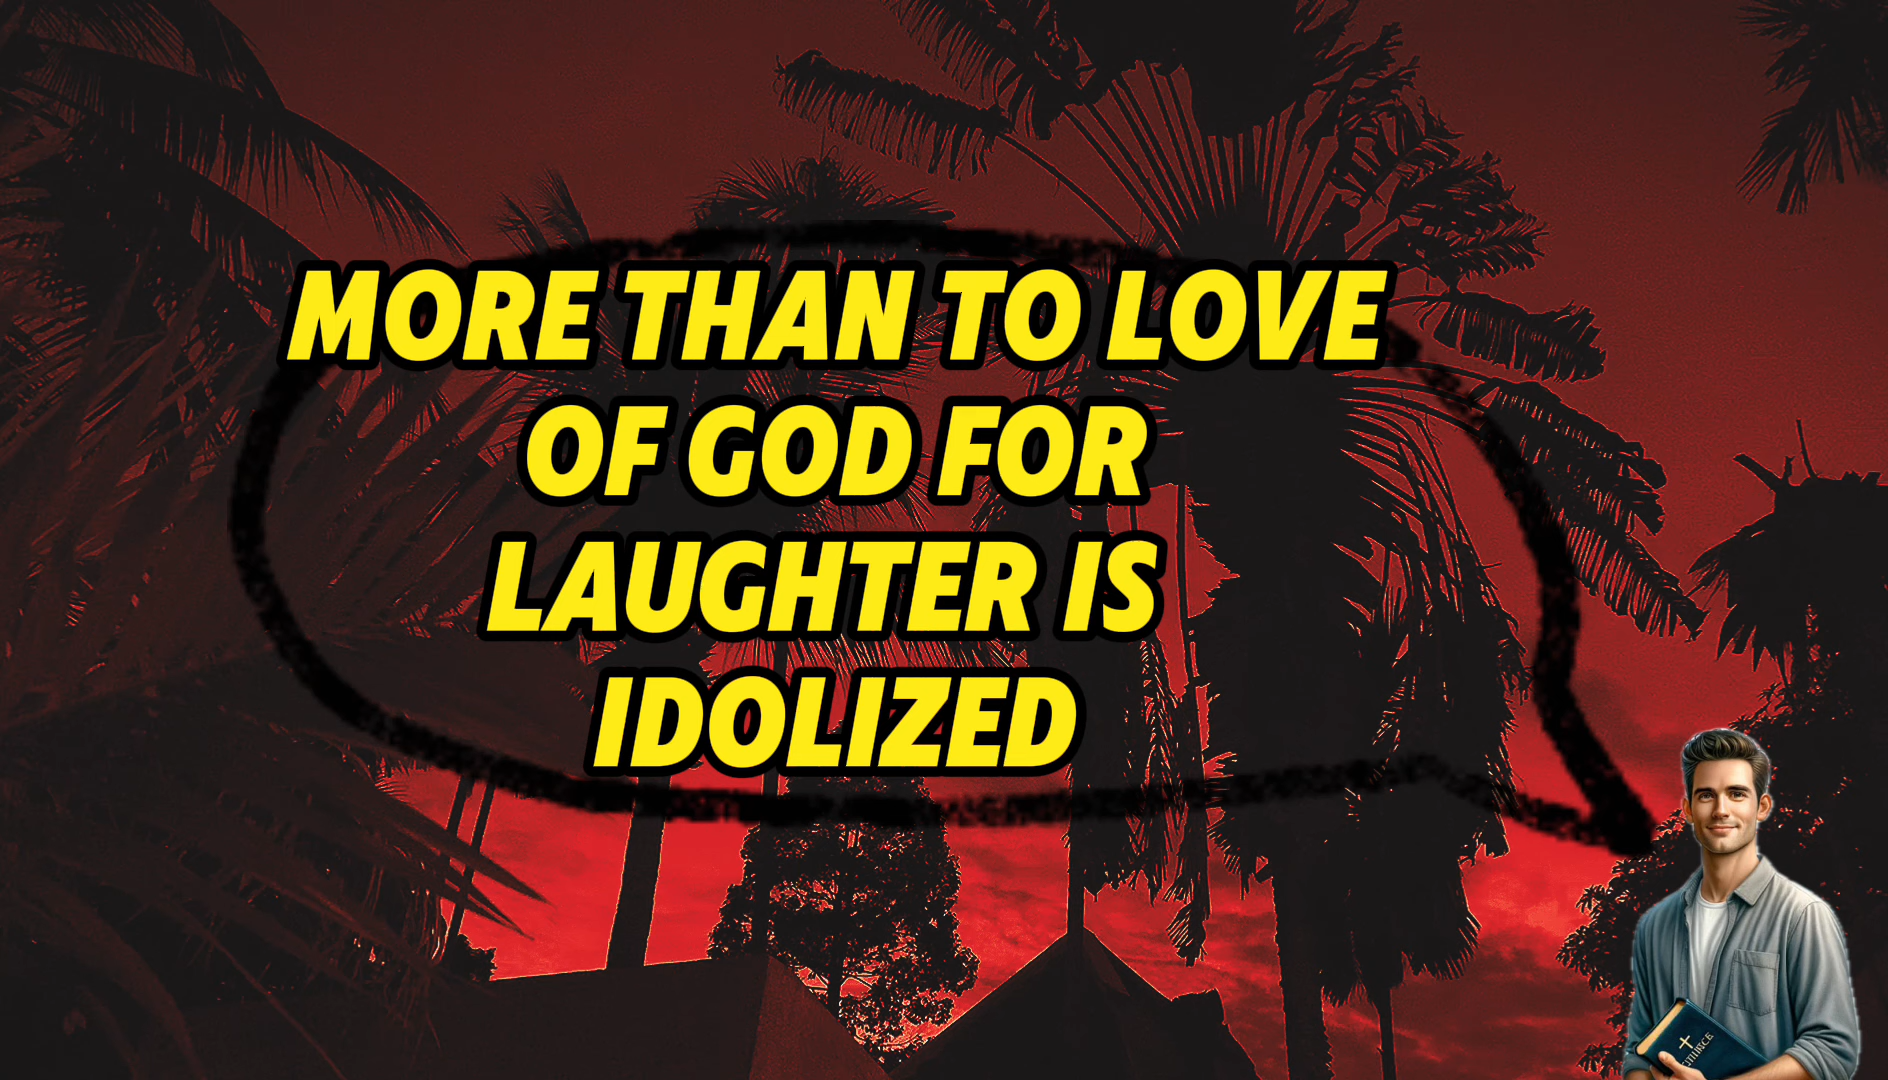 MORE THAN TO LOVE
OF GOD FOR
LAUGHTER IS
IDOLIZED